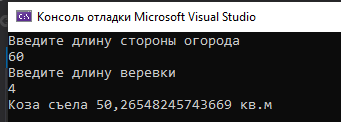 Консоль отладки Microsoft Visual Studio
Введите длину стороны огорода
60
Введите длину веревки
4
Коза съела 50,26548245743669 кв.м